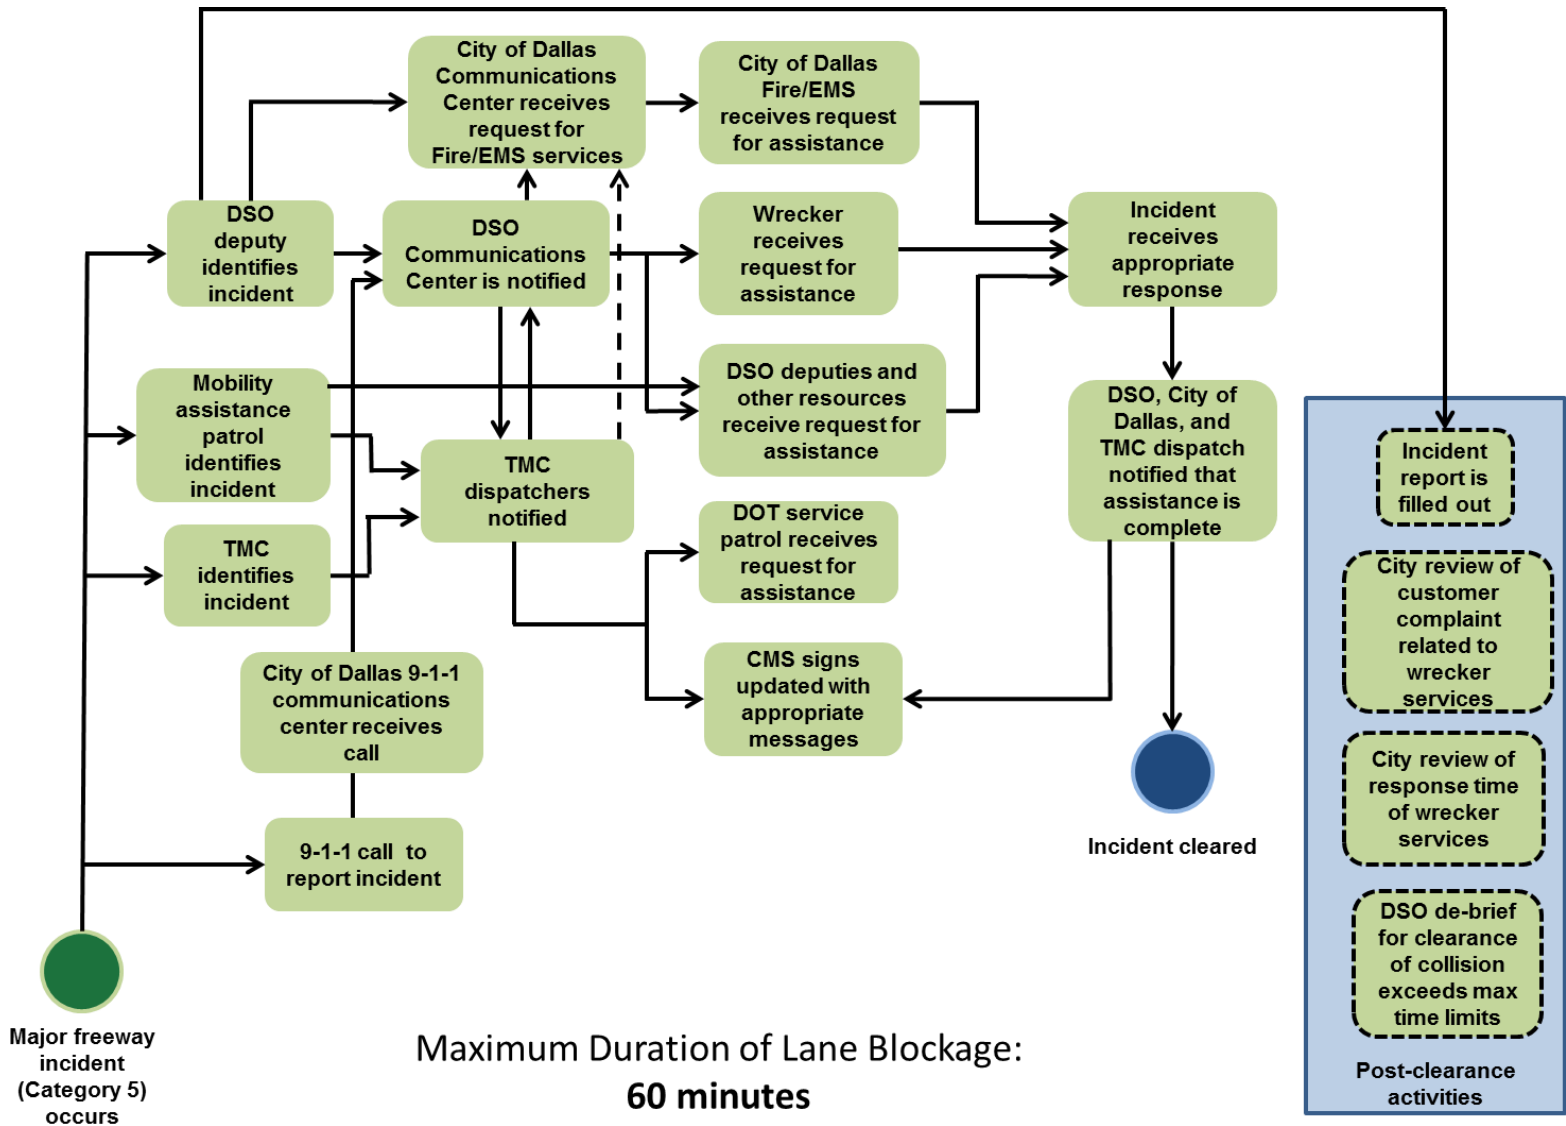 City of Dallas
Communications
Center receives
request for
Fire/EMS services
City of Dallas
Fire/EMS
receives request
for assistance
DSO
deputy
identifies
incident
DSO
Communications
Center is notified
Wrecker
receives
request for
assistance
Incident
receives
appropriate
response
Mobility
assistance
patrol
identifies
incident
DSO deputies and
other resources
receive request for
assistance
DSO, City of
Dallas, and
TMC dispatch
notified that
assistance is
complete
TMC
dispatchers
notified
TMC
identifies
incident
DOT service
patrol receives
request for
assistance
City of Dallas 9-1-1
communications
center receives
call
CMS signs
updated with
appropriate
messages
9-1-1 call to
report incident
Incident cleared
Major freeway
incident
(Category 5)
occurs
Incident
report is
filled out
City review of
customer
complaint
related to
wrecker
services
City review of
response time
of wrecker
services
DSO de-brief
for clearance
of collision
exceeds max
time limits
Post-clearance
activities
Maximum Duration of Lane Blockage:
60 minutes